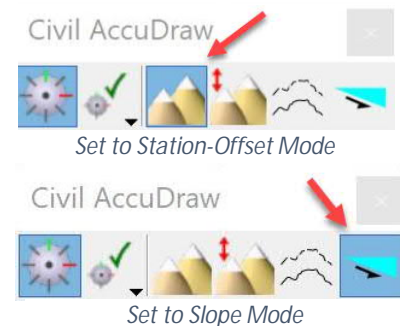 Civil AccuDraw
Set to Station-Offset Mode
Civil AccuDraw
Set to Slope Mode